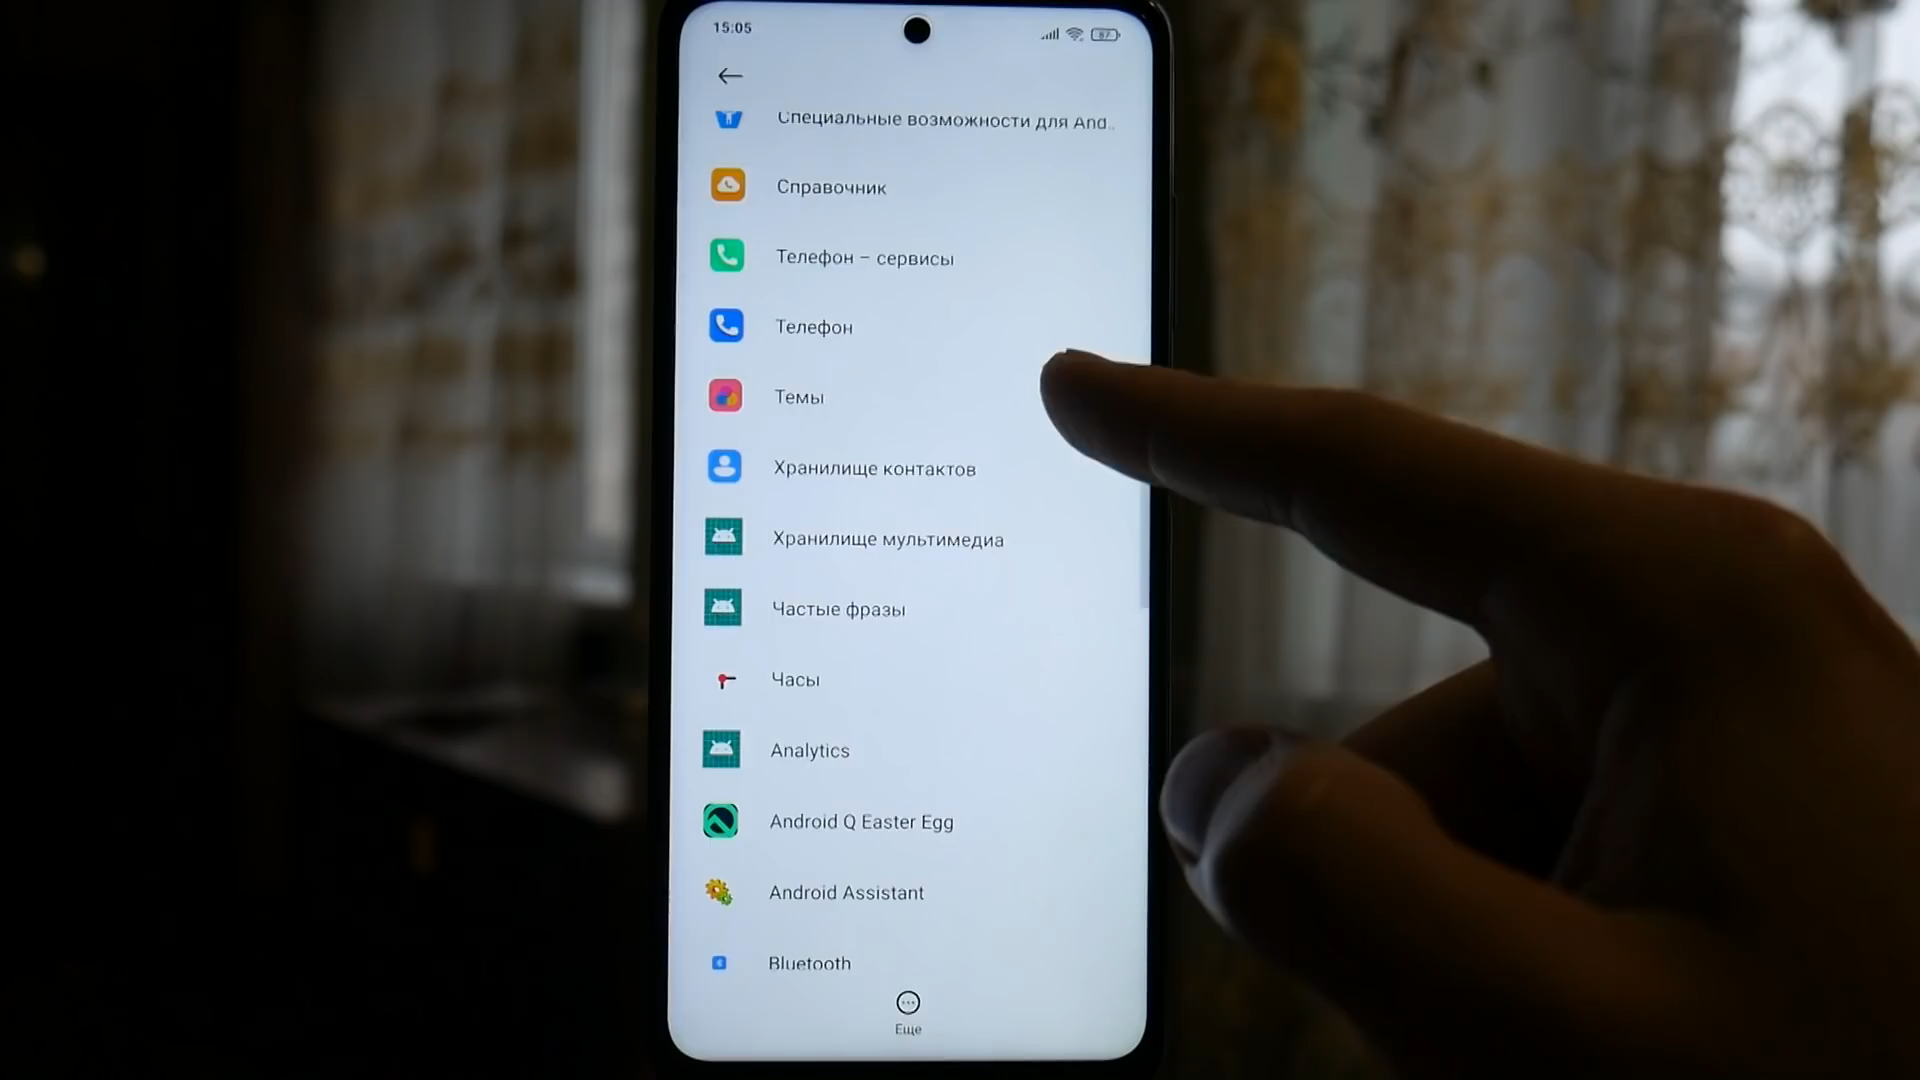 15:05
87
Специальные возможности для And..
Справочник
Телефон – сервисы
Телефон
Темы
Хранилище контактов
Хранилище мультимедиа
Частые фразы
Часы
Analytics
Android Q Easter Egg
Android Assistant
Bluetooth
Еще